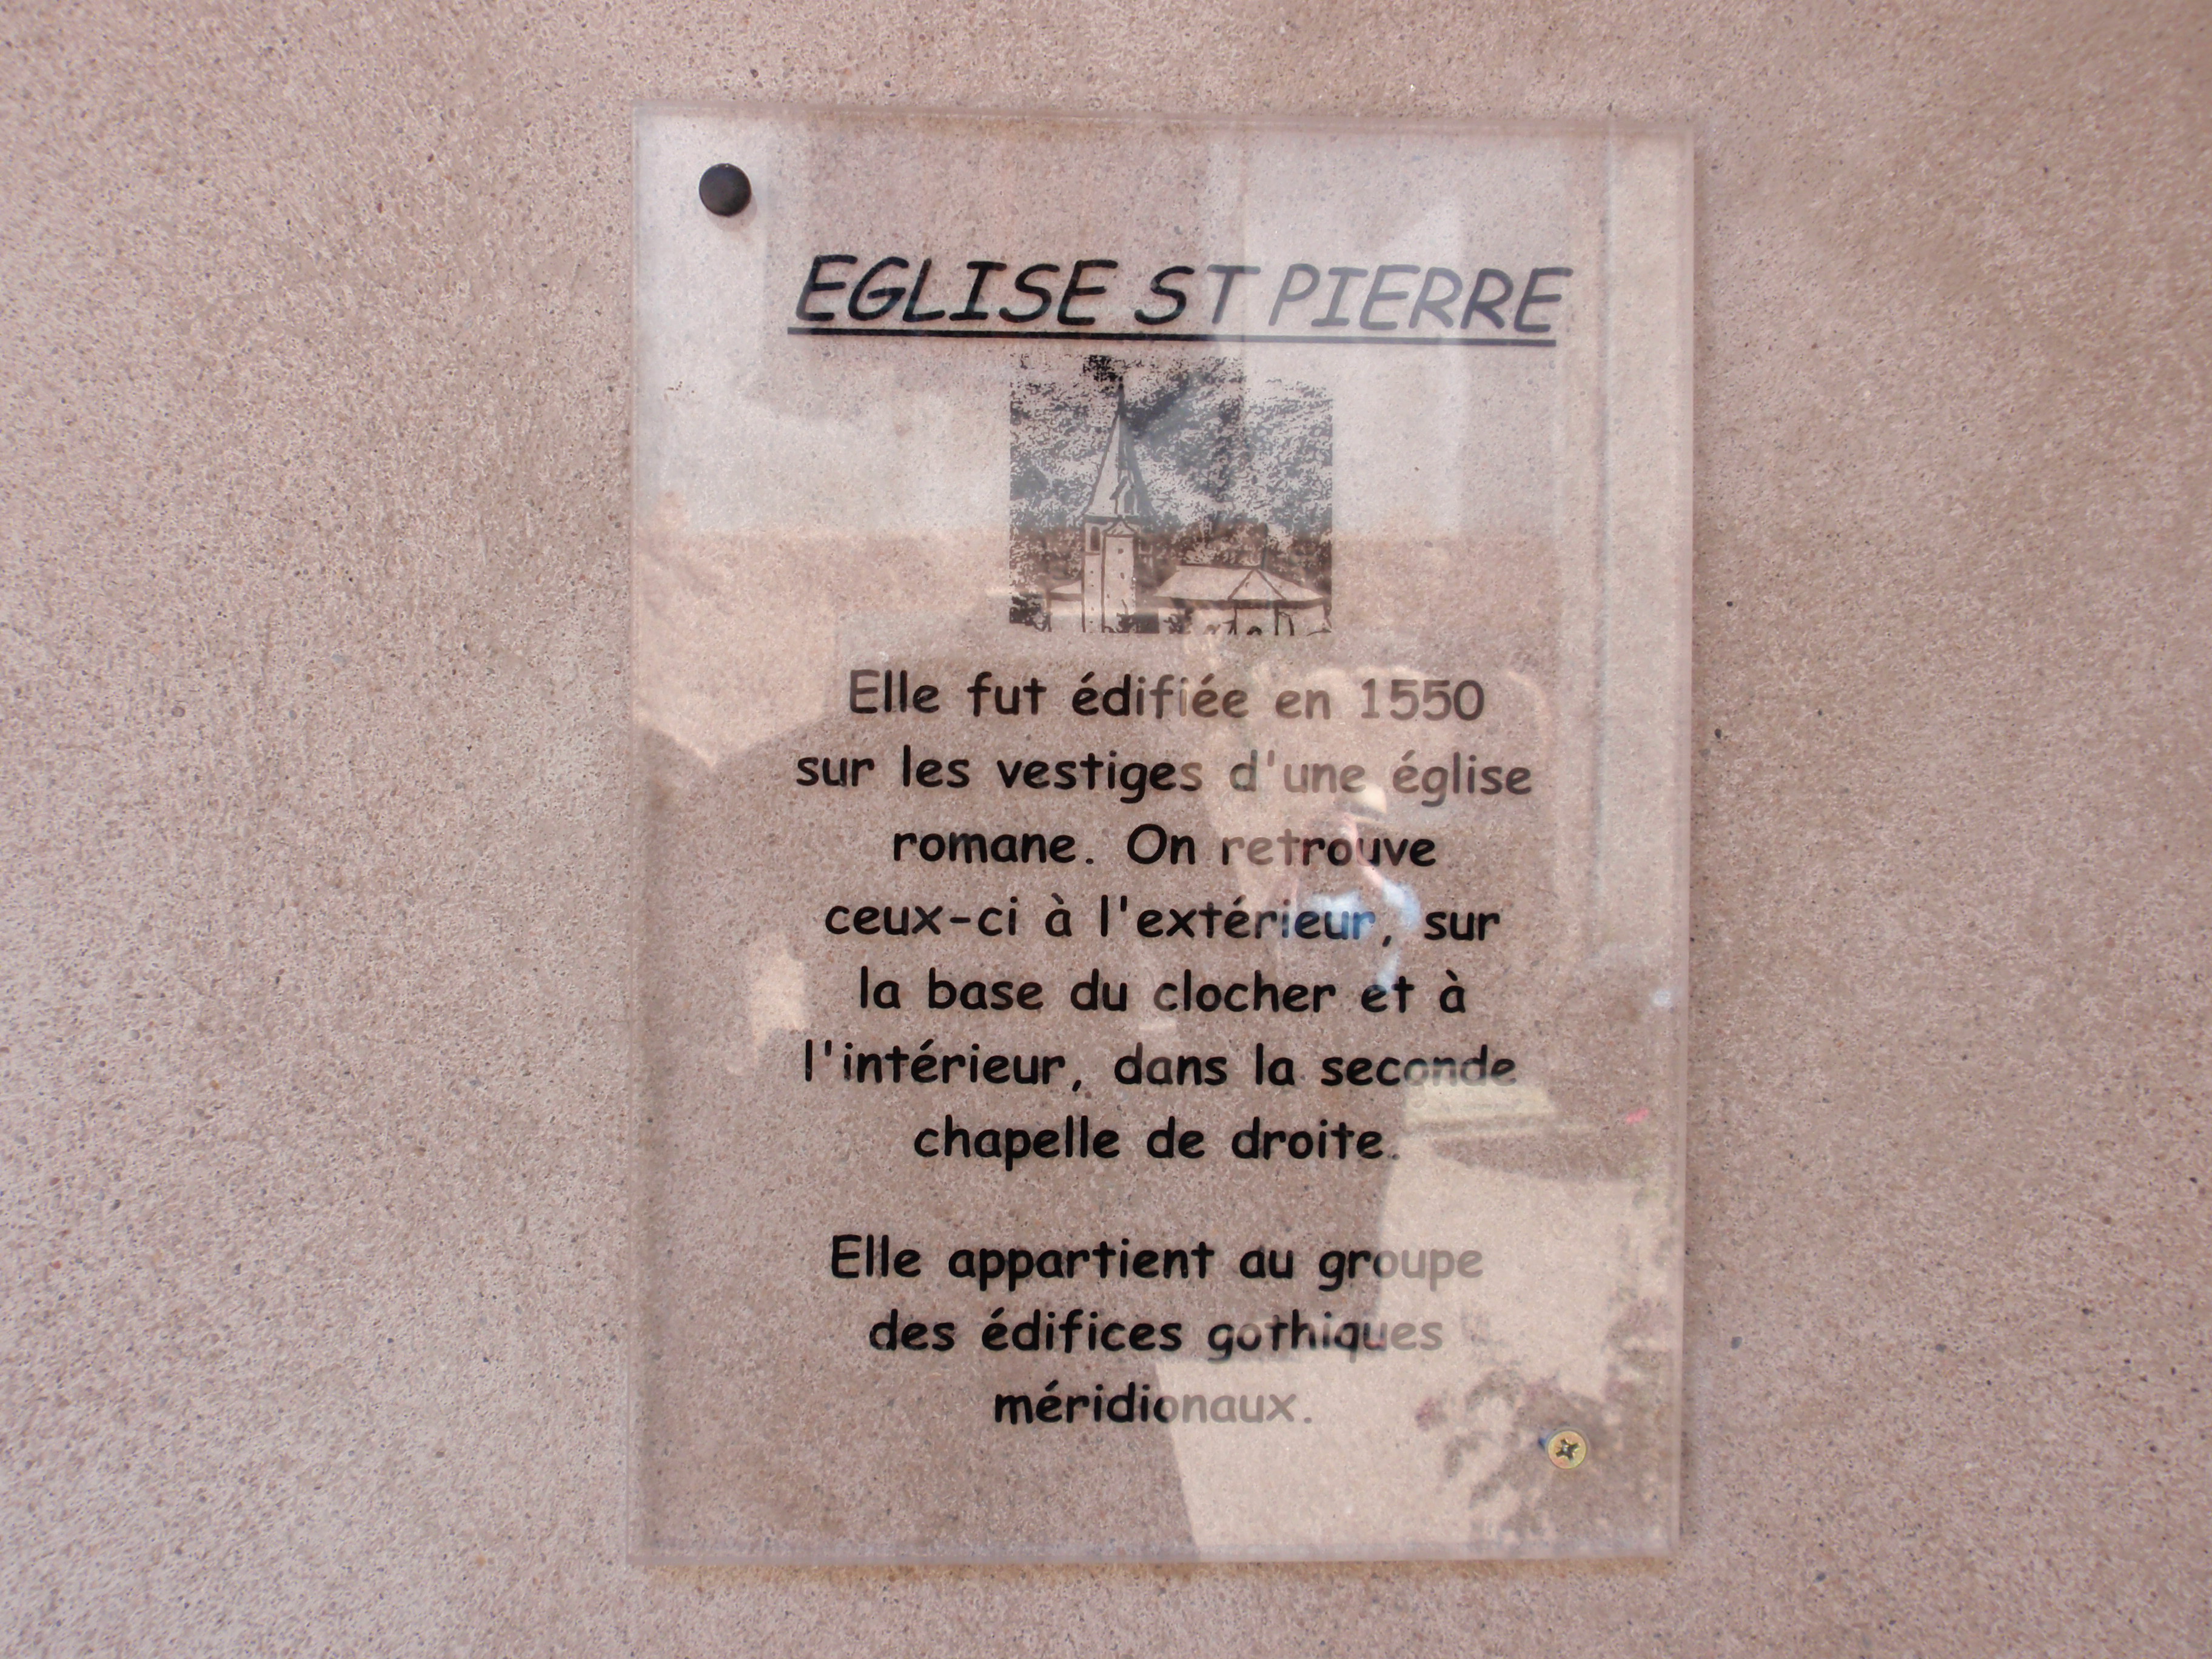 EGLISE ST PIERRE
Elle fut édifiée en 1550
sur les vestiges d'une église
romane. On retrouve
ceux-ci à l'extérieur, sur
la base du clocher et à
l'intérieur, dans la seconde
chapelle de droite.
Elle appartient au groupe
des édifices gothiques
méridionaux.